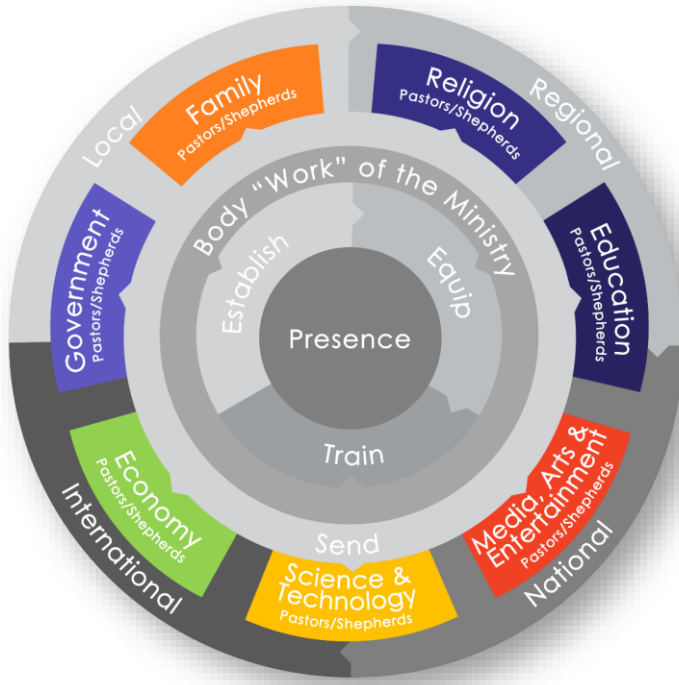 Presence
Establish
Equip
Train
Body “Work” of the Ministry
Send
Family
Pastors/Shepherds
Religion
Pastors/Shepherds
Education
Pastors/Shepherds
Media, Arts &
Entertainment
Pastors/Shepherds
Science &
Technology
Pastors/Shepherds
Economy
Pastors/Shepherds
Government
Pastors/Shepherds
Local
Regional
National
International